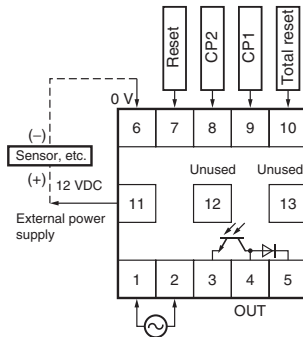 Reset
CP2
CP1
Total reset
0 V
6 7 8 9 10
(−)
Sensor, etc.
(+)
12 VDC
External power
supply
Unused Unused
11 12 13
1 2 3 4 5
OUT